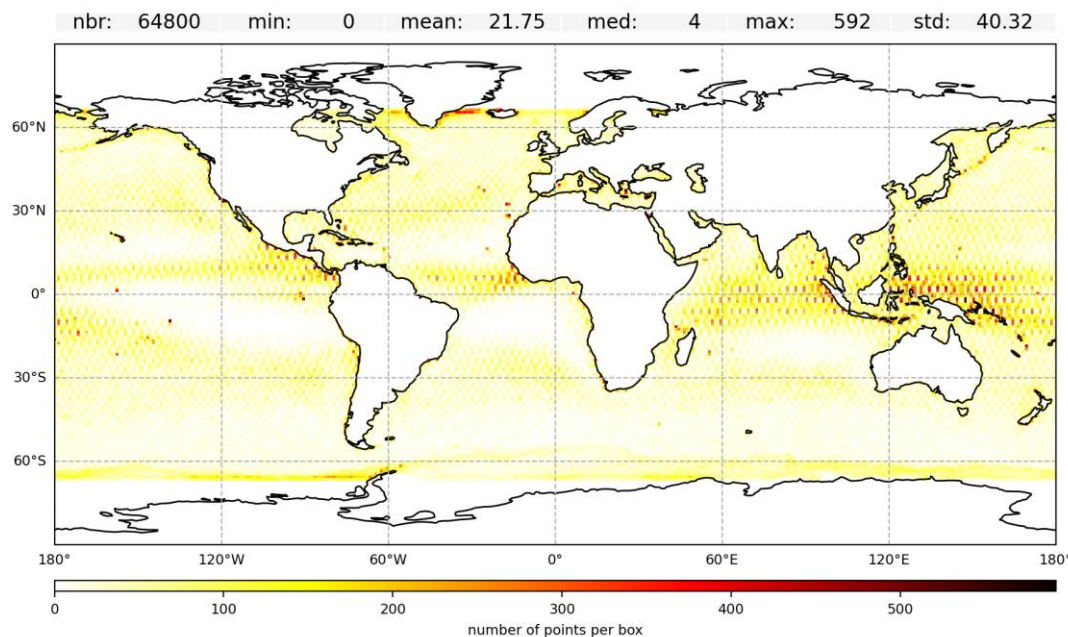 nbr: 64800 min: 0 mean: 21.75 med: 4 max: 592 std: 40.32
60°N
30°N
0°
30°S
60°S
180° 120°W 60°W 0° 60°E 120°E 180°
0 100 200 300 400 500
number of points per box